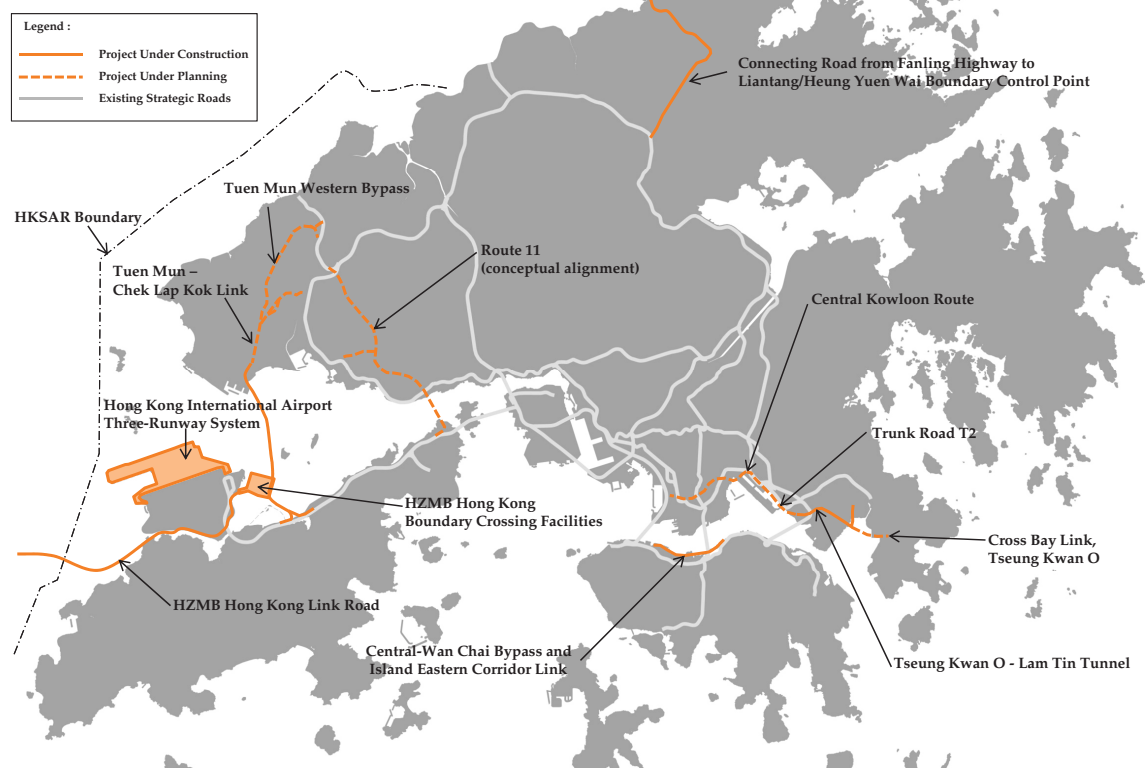 Legend :
Project Under Construction
Project Under Planning
Existing Strategic Roads
Connecting Road from Fanling Highway to
Liantang/Heung Yuen Wai Boundary Control Point
Tuen Mun Western Bypass
HKSAR Boundary
Route 11
(conceptual alignment)
Tuen Mun –
Chek Lap Kok Link
Central Kowloon Route
Hong Kong International Airport
Three-Runway System
Trunk Road T2
HZMB Hong Kong
Boundary Crossing Facilities
Cross Bay Link,
Tseung Kwan O
HZMB Hong Kong Link Road
Central-Wan Chai Bypass and
Island Eastern Corridor Link
Tseung Kwan O - Lam Tin Tunnel